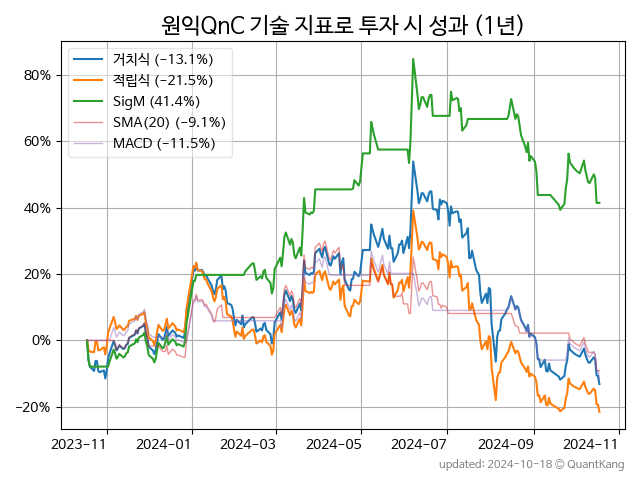 원익QnC 기술 지표로 투자 시 성과 (1년)
거치식 (−13.1%)
적립식 (−21.5%)
SigM (41.4%)
SMA(20) (−9.1%)
MACD (−11.5%)
80%
60%
40%
20%
0%
−20%
2023−11 2024−01 2024−03 2024−05 2024−07 2024−09 2024−11
updated: 2024-10-18 © QuantKang